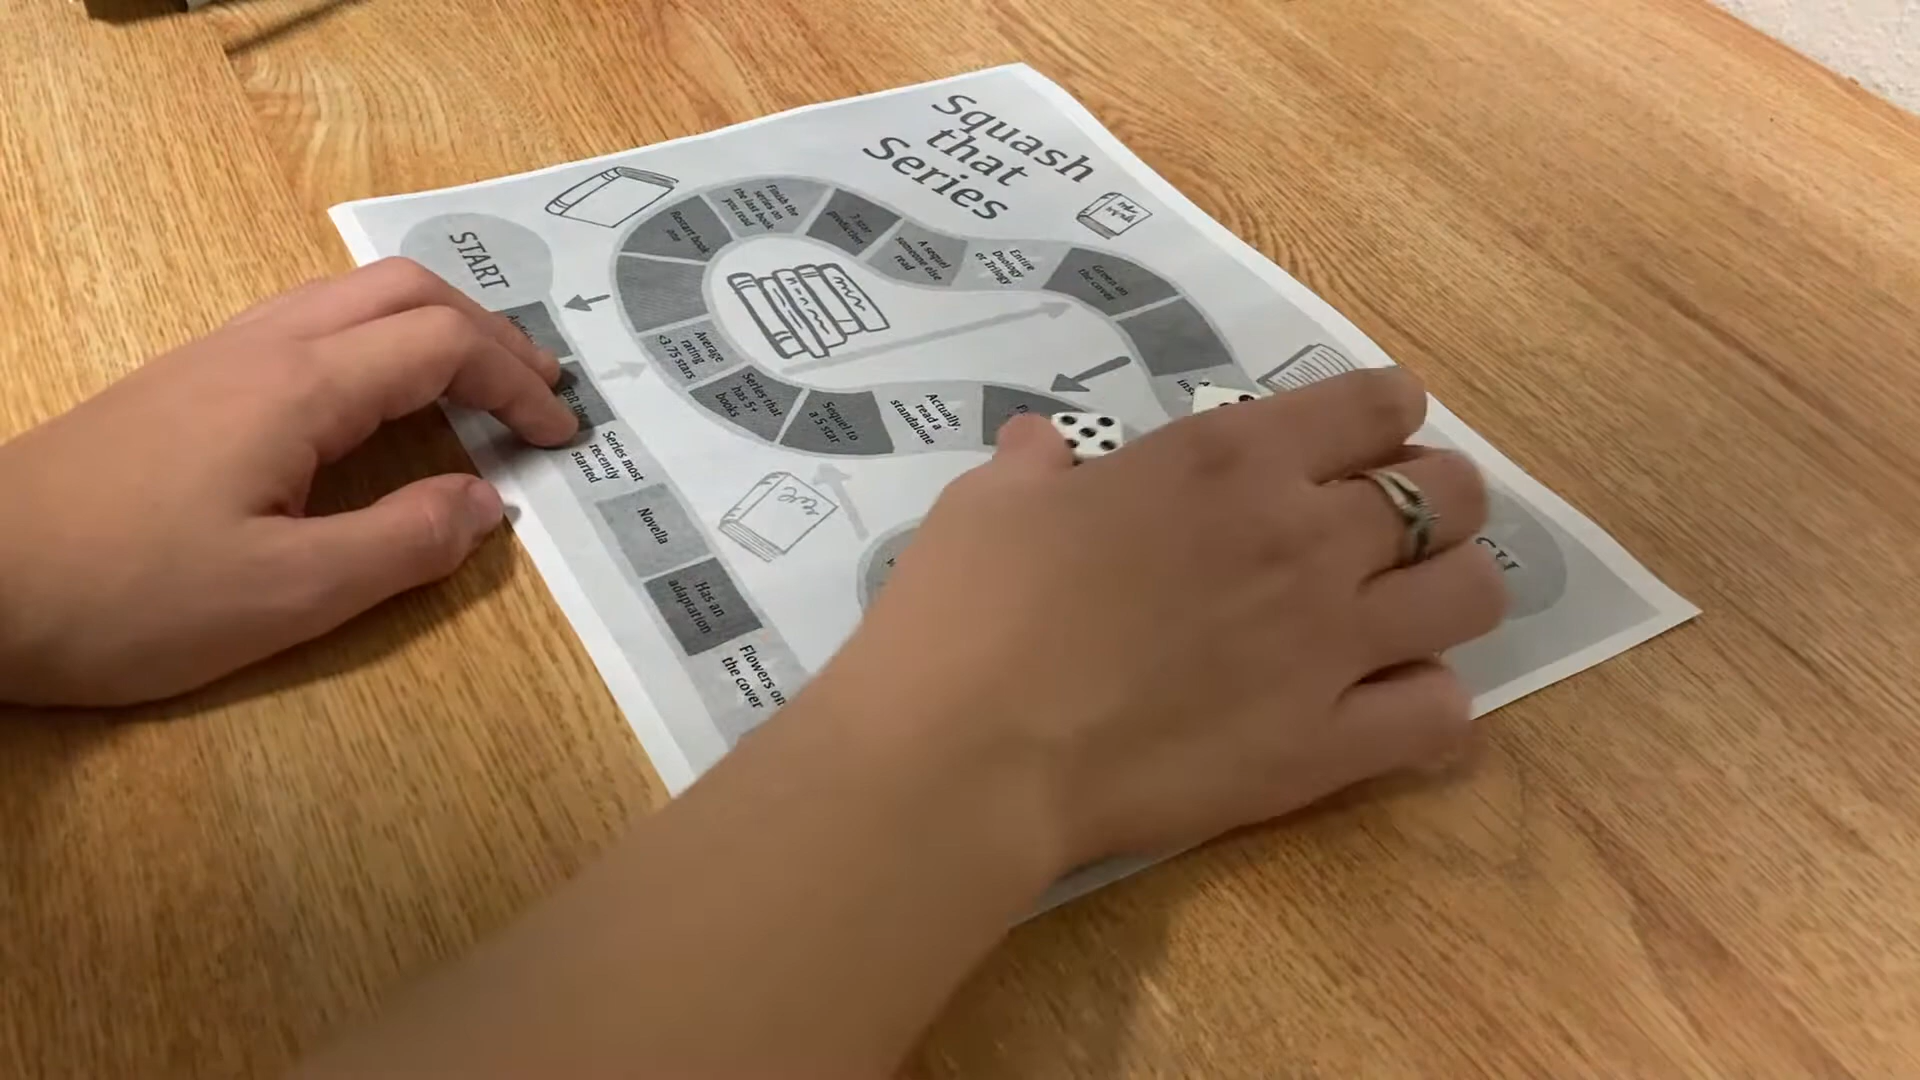 Squash
that
Series
START
Series most
recently
started
Novella
Has an
adaptation
Flowers on
the cover
Actually,
read a
standalone
Sequel to
a 5 star
Series that
has 5+
books
Average
rating
<3.75 stars
Restart book
one
Finish the
series on
the last book
you read
3 star
prediction
A sequel
someone else
read
Entire
Duology
or Trilogy
Green on
the cover